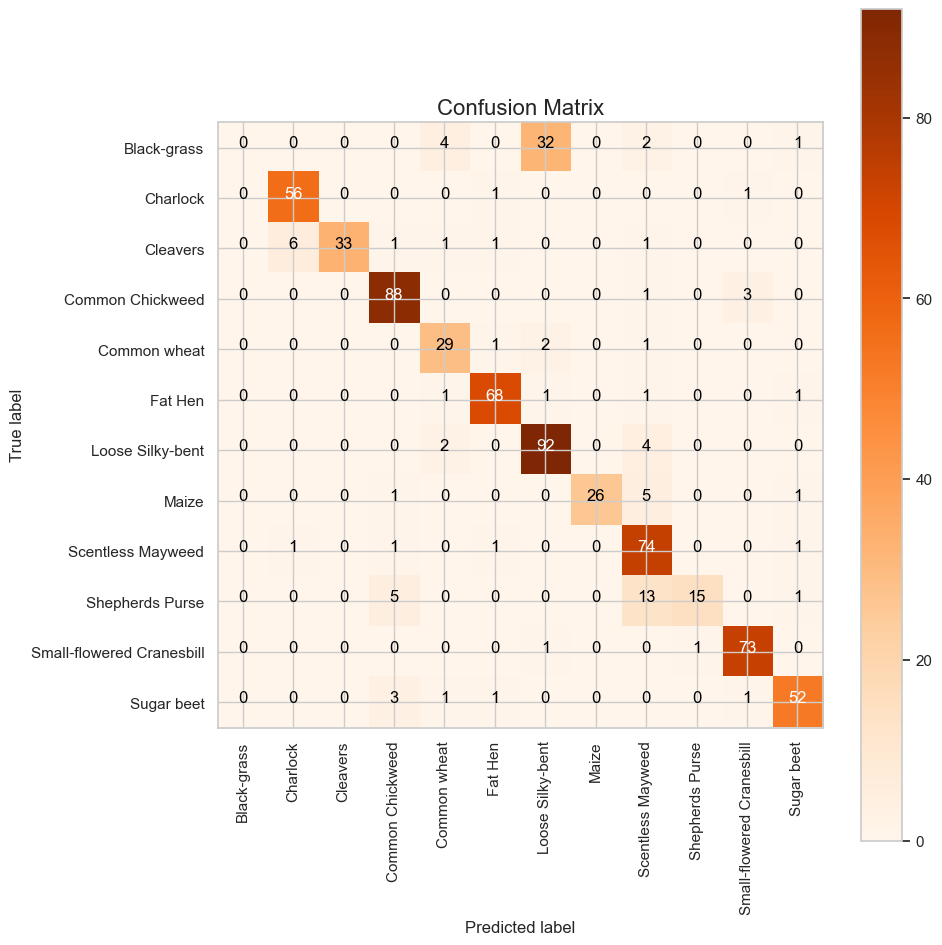 Confusion Matrix
True label
Black-grass 0 0 0 0 4 0 32 0 2 0 0 1
Charlock 0 56 0 0 0 1 0 0 0 0 1 0
Cleavers 0 6 33 1 1 1 0 0 1 0 0 0
Common Chickweed 0 0 0 88 0 0 0 0 1 0 3 0
Common wheat 0 0 0 0 29 1 2 0 1 0 0 0
Fat Hen 0 0 0 0 1 68 1 0 1 0 0 1
Loose Silky-bent 0 0 0 0 2 0 92 0 4 0 0 0
Maize 0 0 0 1 0 0 0 26 5 0 0 1
Scentless Mayweed 0 1 0 1 0 1 0 0 74 0 0 1
Shepherds Purse 0 0 0 5 0 0 0 0 13 15 0 1
Small-flowered Cranesbill 0 0 0 0 0 0 1 0 0 1 73 0
Sugar beet 0 0 0 3 1 1 0 0 0 0 1 52
Black-grass
Charlock
Cleavers
Common Chickweed
Common wheat
Fat Hen
Loose Silky-bent
Maize
Scentless Mayweed
Shepherds Purse
Small-flowered Cranesbill
Sugar beet
Predicted label
80
60
40
20
0